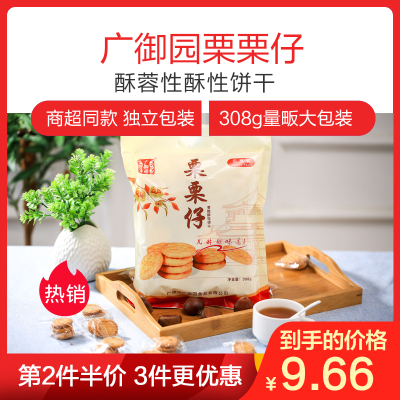 广御园栗栗仔
酥蓉性酥性饼干
商超同款 独立包装
308g量畈大包装
栗栗仔
热销
到手的价格
第2件半价 3件更优惠
¥9.66